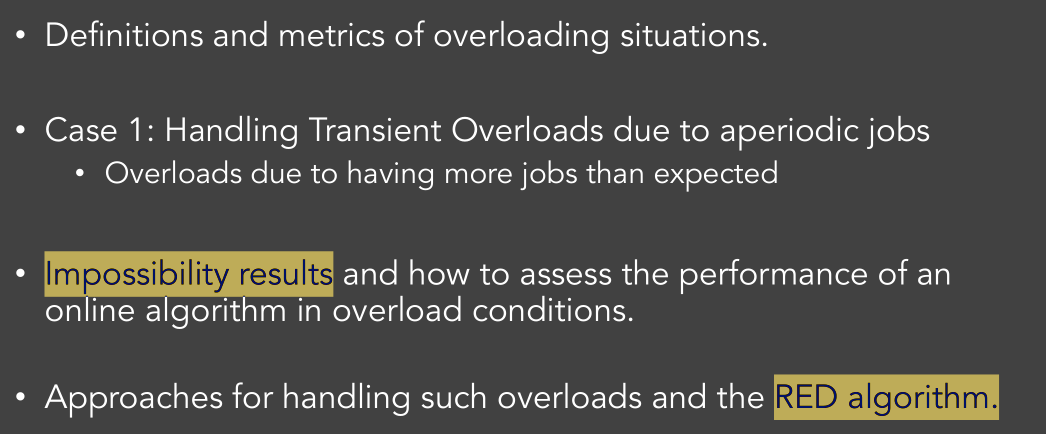 • Definitions and metrics of overloading situations.
• Case 1: Handling Transient Overloads due to aperiodic jobs
• Overloads due to having more jobs than expected
• Impossibility results and how to assess the performance of an
online algorithm in overload conditions.
• Approaches for handling such overloads and the RED algorithm.